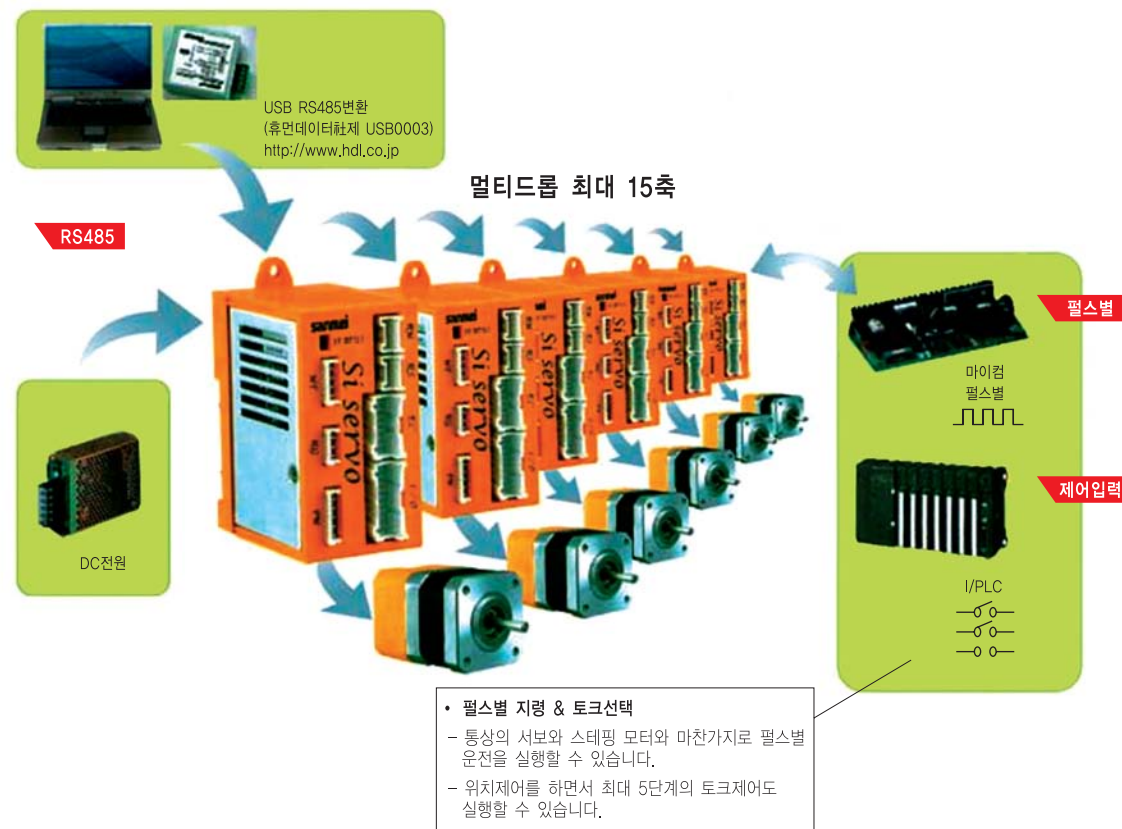 USB RS485변환
(휴먼데이터社제 USB0003)
http://www.hdl.co.jp
멀티드롭 최대 15축
RS485
펄스별
마이컴
펄스별
제어입력
DC전원
I/PLC
Si servo
Si servo
• 펄스별 지령 & 토크선택
– 통상의 서보와 스테핑 모터와 마찬가지로 펄스별
운전을 실행할 수 있습니다.
– 위치제어를 하면서 최대 5단계의 토크제어도
실행할 수 있습니다.